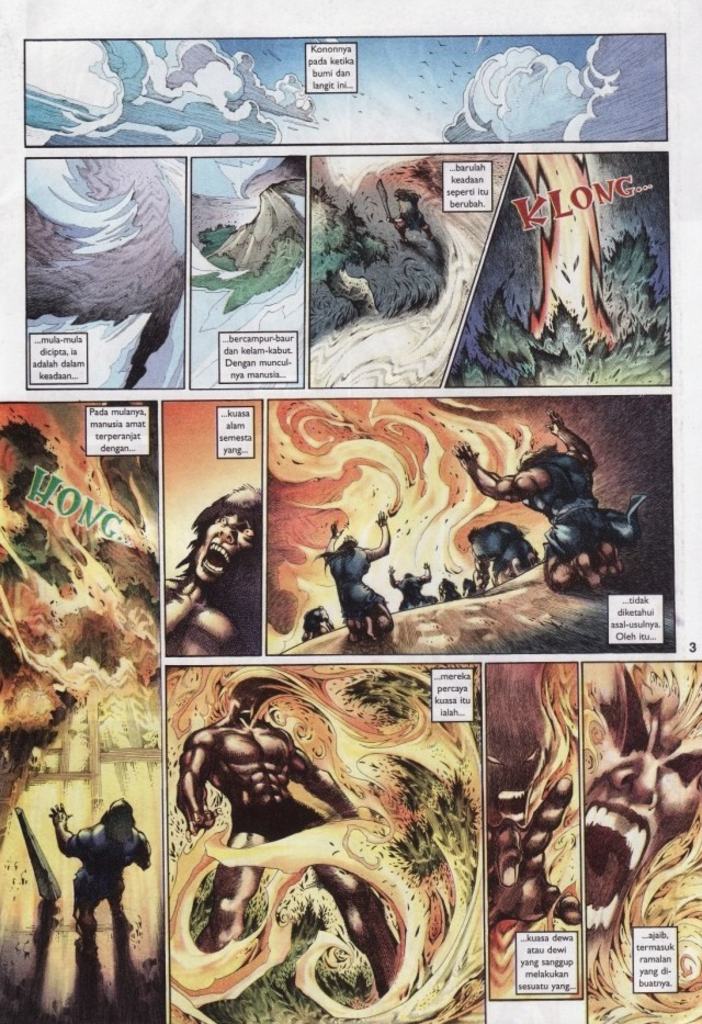 Kononnya
pada ketika
bumi dan
langit ini...
...mula-mula
dicipta, ia
adalah dalam
keadaan...
...bercampur-baur
dan kelam-kabut.
Dengan muncul-
nya manusia...
...barulah
keadaan
seperti itu
berubah.
KLONG...
Pada mulanya,
manusia amat
terperanjat
dengan...
HONG...
...kuasa
alam
semesta
yang...
...tidak
diketahui
asal-usulnya.
Oleh itu...
3
...mereka
percaya
kuasa itu
ialah...
...kuasa dewa
atau dewi
yang sanggup
melakukan
sesuatu yang...
...ajaib,
termasuk
ramalan
yang di-
buatnya.